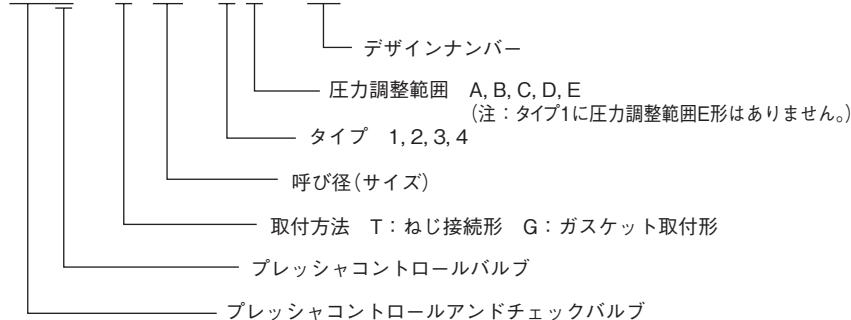 デザインナンバー
圧力調整範囲 A, B, C, D, E
(注：タイプ1に圧力調整範囲E形はありません。)
タイプ 1, 2, 3, 4
呼び径(サイズ)
取付方法 T：ねじ接続形 G：ガスケット取付形
プレッシャコントロールバルブ
プレッシャコントロールアンドチェックバルブ